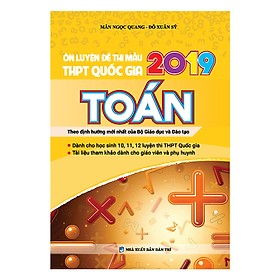 MẪN NGỌC QUANG - ĐỖ XUÂN SỸ
ÔN LUYỆN ĐỀ THI MẪU
THPT QUỐC GIA 2019
TOÁN
Theo định hướng mới nhất của Bộ Giáo dục và Đào tạo
• Dành cho học sinh 10, 11, 12 luyện thi THPT Quốc gia
• Tài liệu tham khảo dành cho giáo viên và phụ huynh
NHÀ XUẤT BẢN DÂN TRÍ